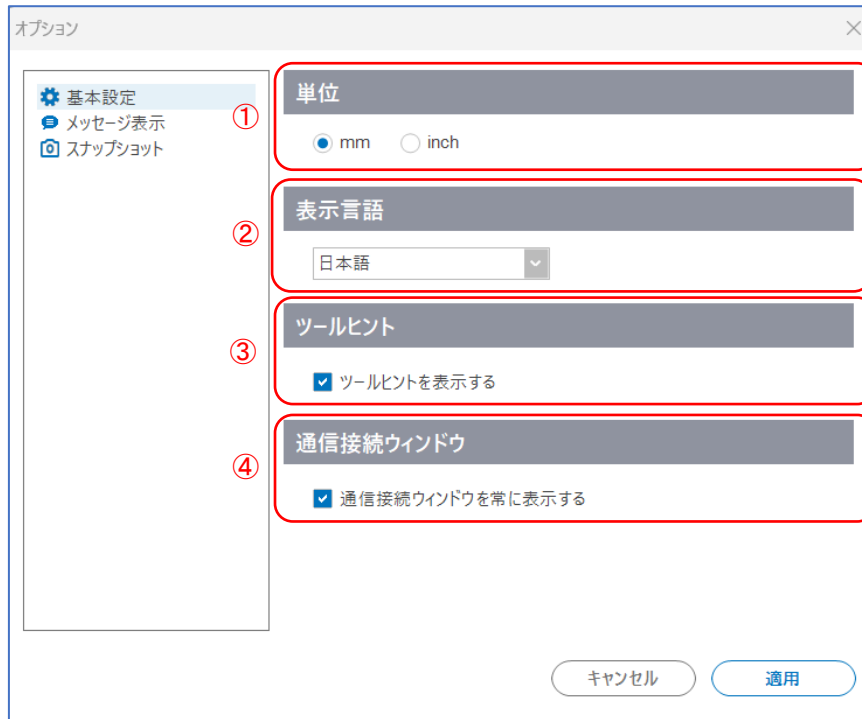 オプション
基本設定
メッセージ表示
スナップショット
①
単位
mm inch
②
表示言語
日本語
③
ツールヒント
ツールヒントを表示する
④
通信接続ウィンドウ
通信接続ウィンドウを常に表示する
キャンセル 適用